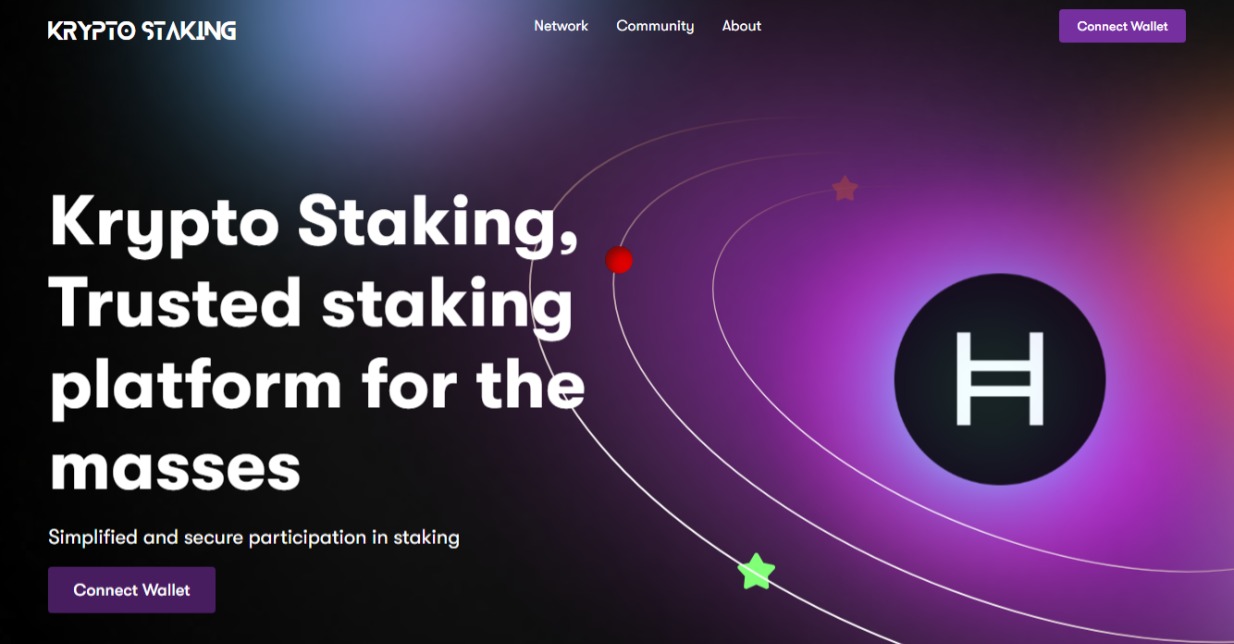 KRYPTO STAKING
Network Community About
Connect Wallet
Krypto Staking,
Trusted staking
platform for the
masses
Simplified and secure participation in staking
Connect Wallet